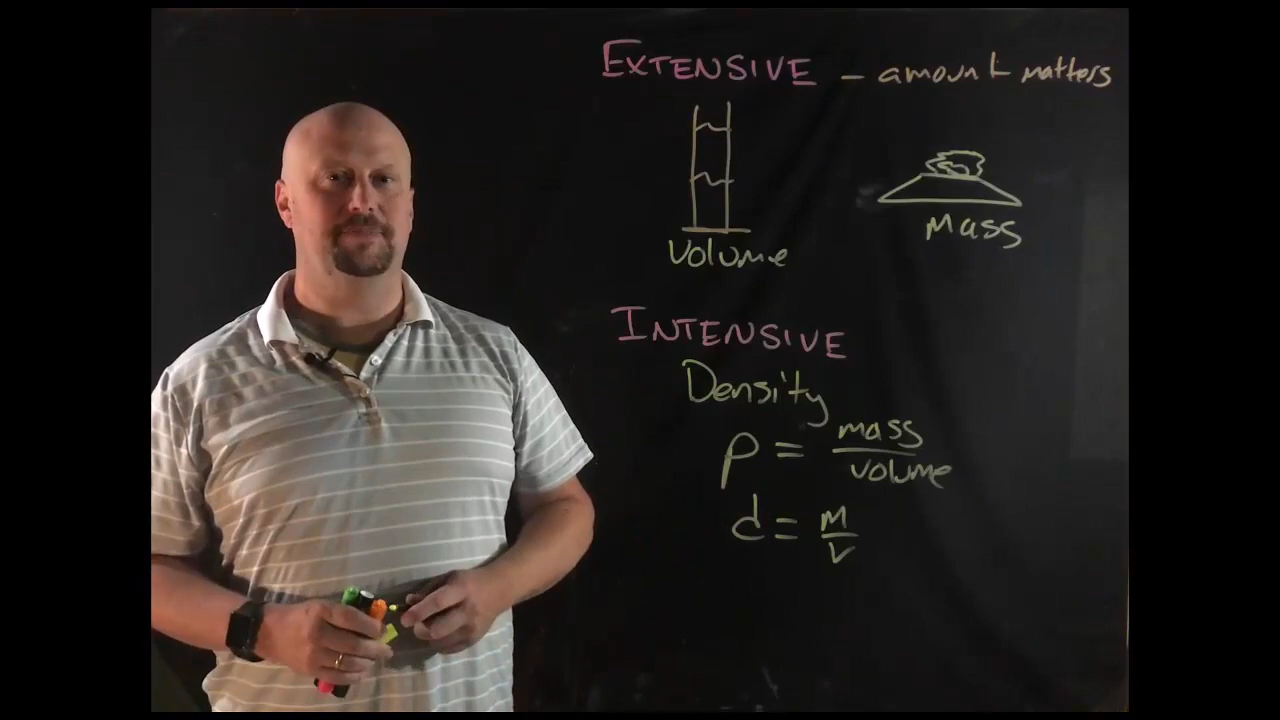 EXTENSIVE – amount matters
volume
mass
INTENSIVE
Density
ρ = mass/volume
d = m/v